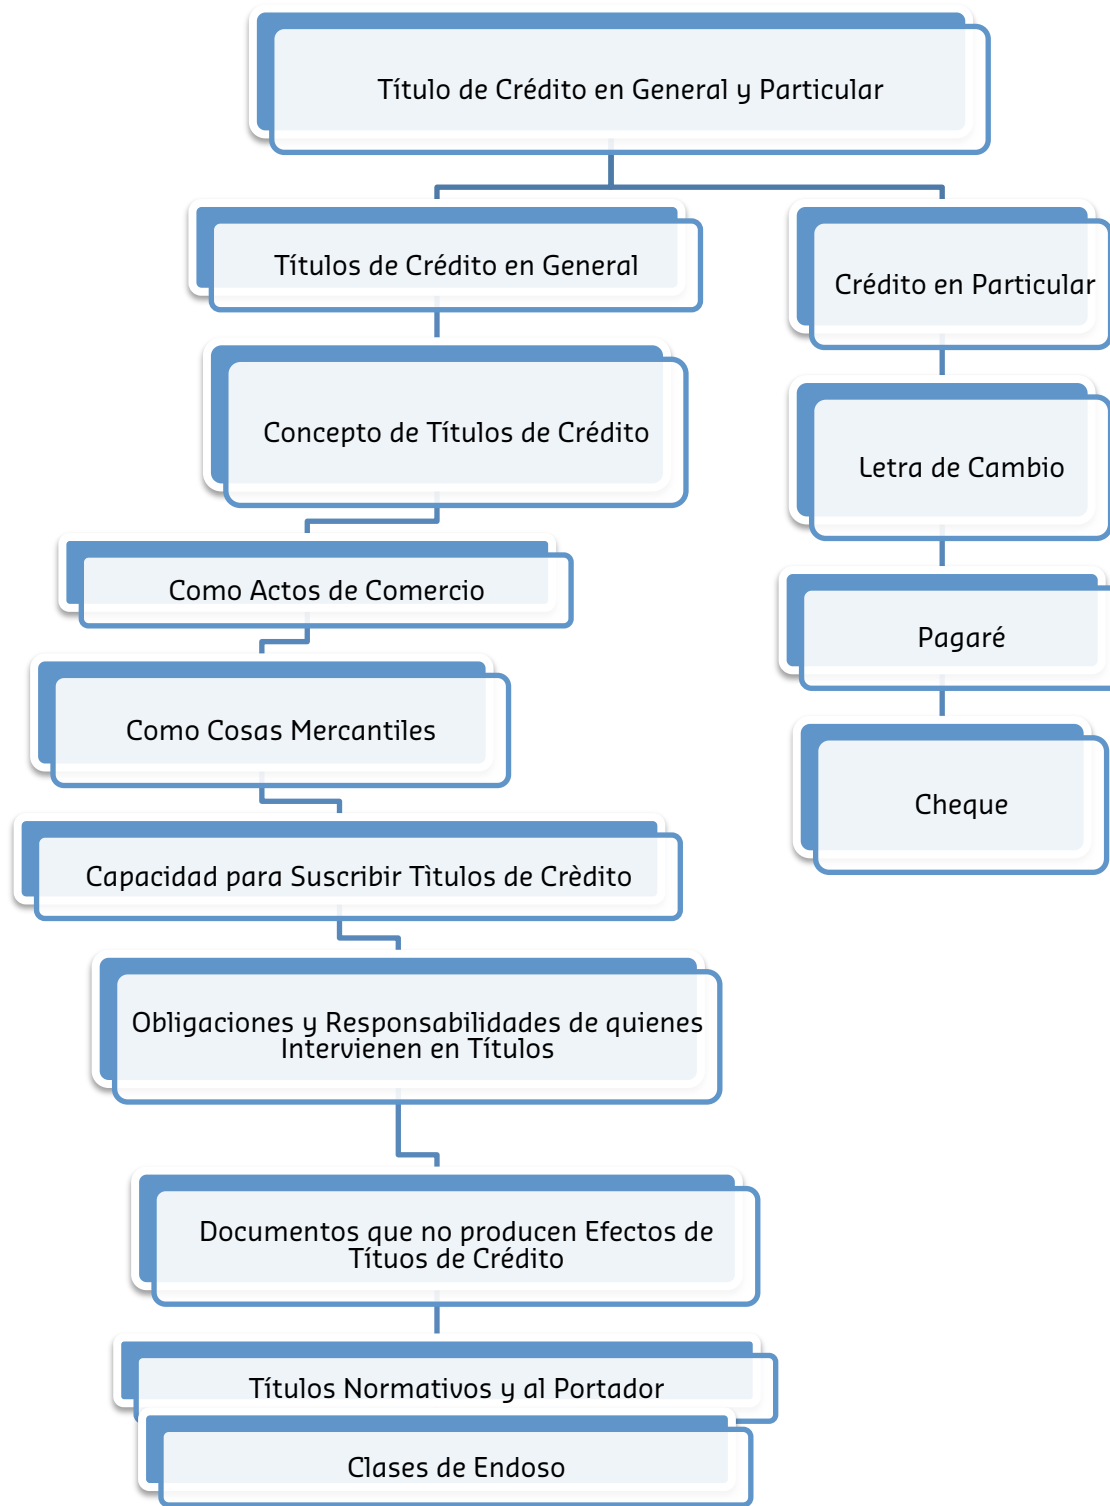 Título de Crédito en General y Particular
Títulos de Crédito en General
Concepto de Títulos de Crédito
Como Actos de Comercio
Como Cosas Mercantiles
Capacidad para Suscribir Tìtulos de Crèdito
Obligaciones y Responsabilidades de quienes
Intervienen en Títulos
Documentos que no producen Efectos de
Títuos de Crédito
Títulos Normativos y al Portador
Clases de Endoso
Crédito en Particular
Letra de Cambio
Pagaré
Cheque